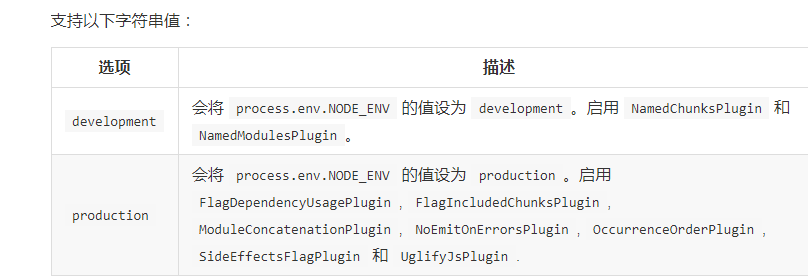 支持以下字符串值：
选项 描述
development 会将 process.env.NODE_ENV 的值设为 development 。启用 NamedChunksPlugin 和
NamedModulesPlugin 。
production 会将 process.env.NODE_ENV 的值设为 production 。启用
FlagDependencyUsagePlugin , FlagIncludedChunksPlugin ,
ModuleConcatenationPlugin , NoEmitOnErrorsPlugin , OccurrenceOrderPlugin ,
SideEffectsFlagPlugin 和 UglifyJsPlugin .